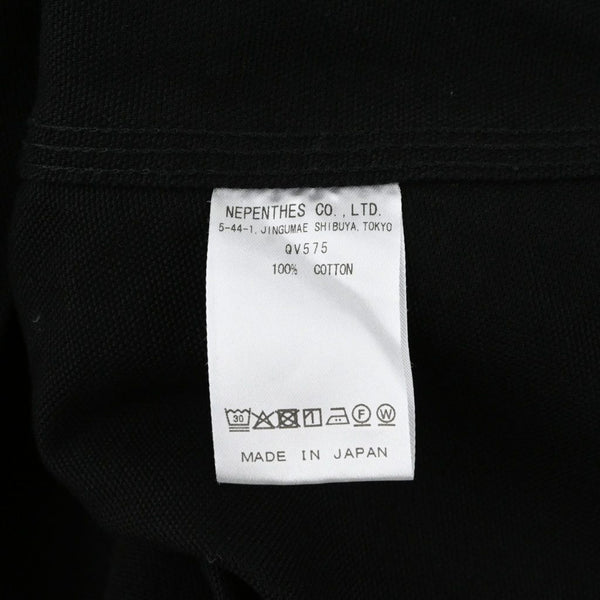 NEPENTHES CO.,LTD.
5-44-1, JINGUMAE SHIBUYA, TOKYO
QV575
100% COTTON
30 F W
MADE IN JAPAN